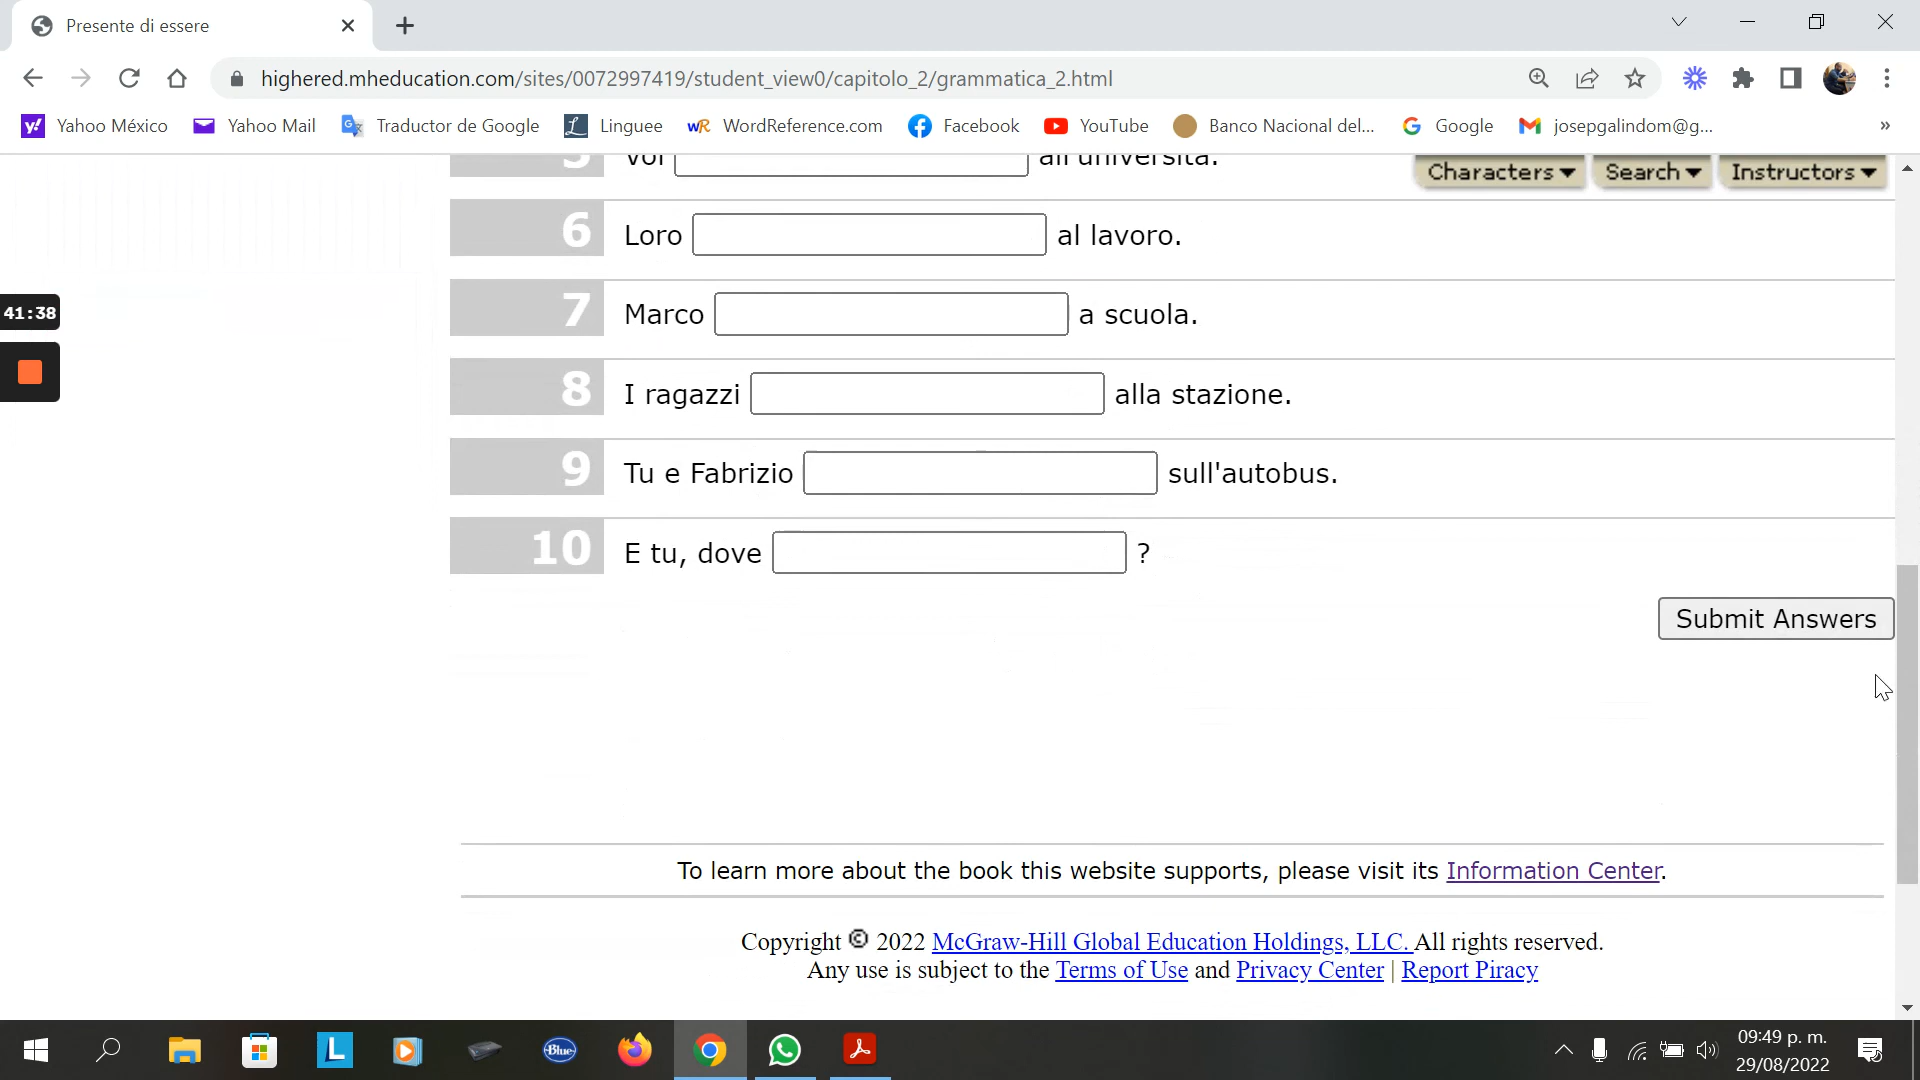 Presente di essere
highered.mheducation.com/sites/0072997419/student_view0/capitolo_2/grammatica_2.html
Yahoo México Yahoo Mail Traductor de Google Linguee WordReference.com Facebook YouTube Banco Nacional del... Google josepgalindom@g... »
5 Voi all'università.
Characters Search Instructors
6 Loro al lavoro.
41:38
7 Marco a scuola.
8 I ragazzi alla stazione.
9 Tu e Fabrizio sull'autobus.
10 E tu, dove ?
Submit Answers
To learn more about the book this website supports, please visit its Information Center.
Copyright © 2022 McGraw-Hill Global Education Holdings, LLC. All rights reserved.
Any use is subject to the Terms of Use and Privacy Center | Report Piracy
L Blue
09:49 p. m.
29/08/2022